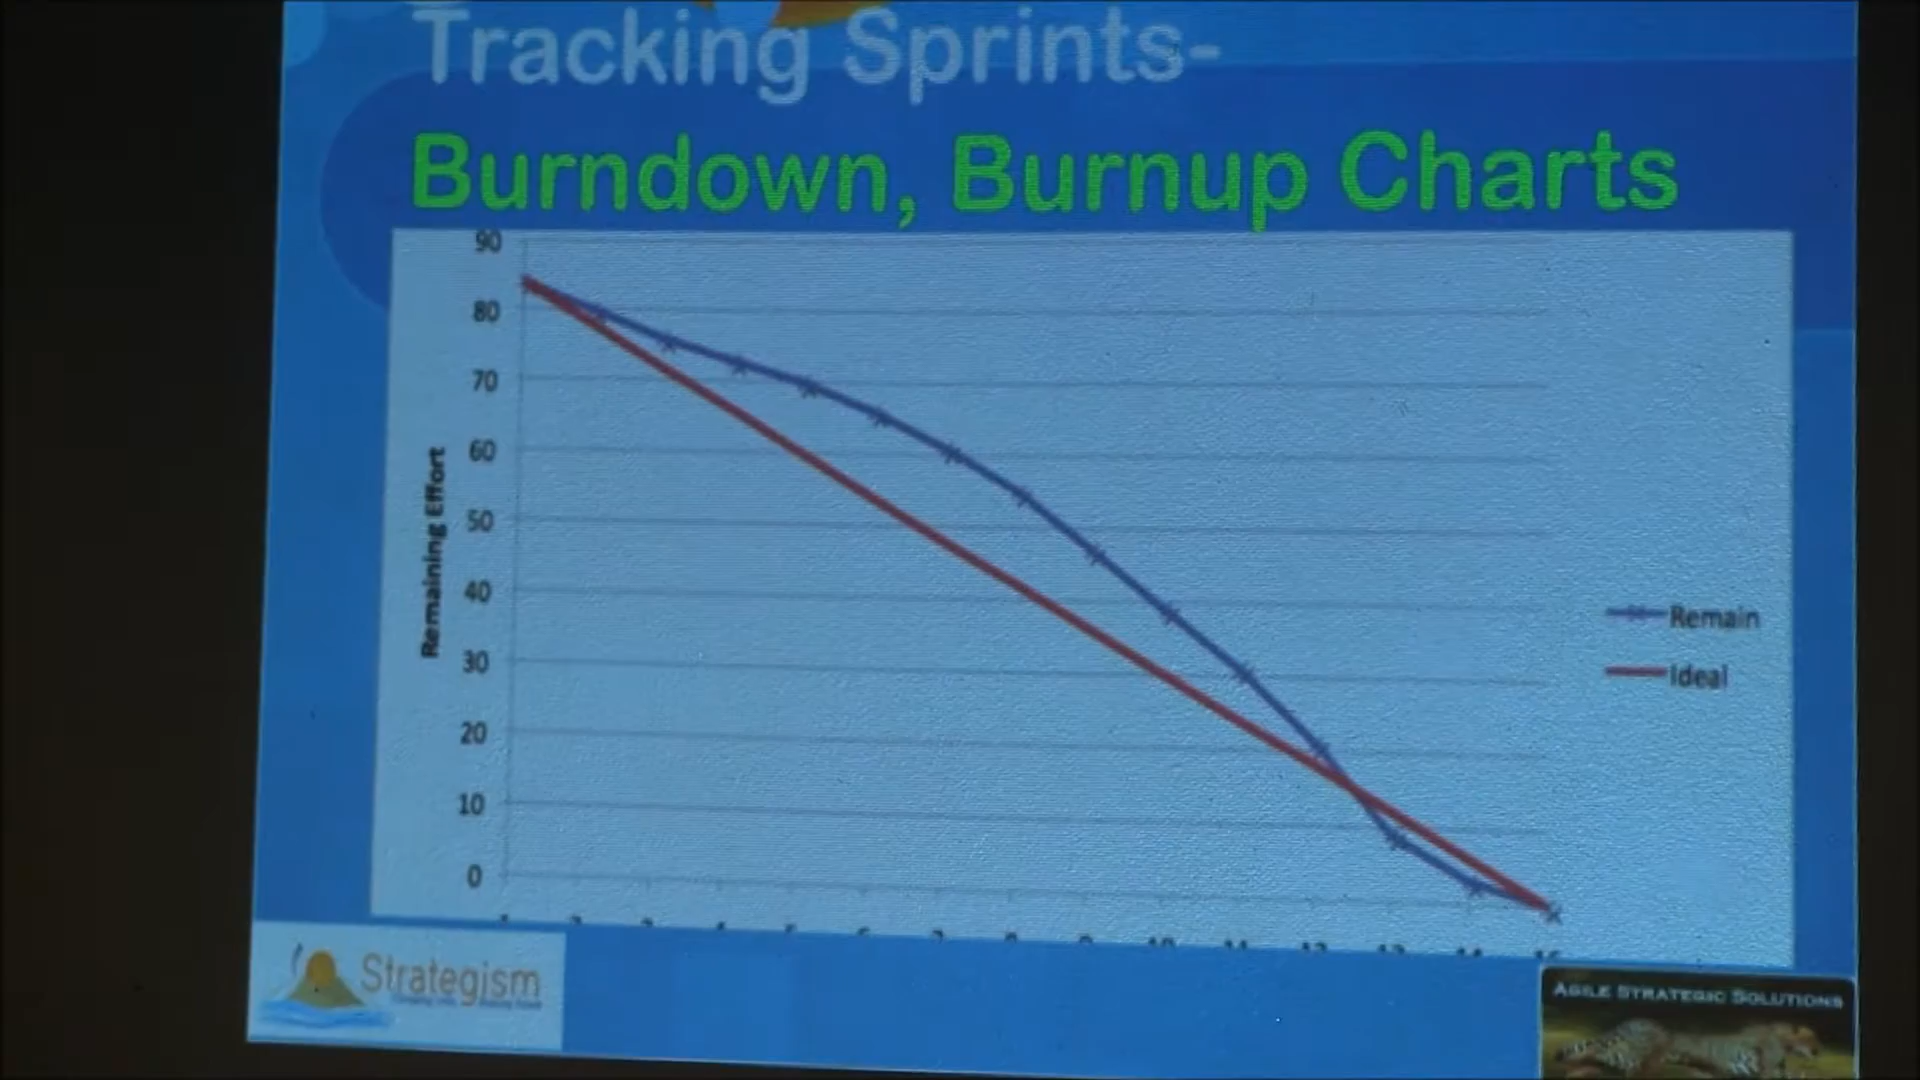 Tracking Sprints-
Burndown, Burnup Charts
90
80
70
60
50
40
30
20
10
0
Remaining Effort
Remain
Ideal
Strategism
AGILE STRATEGIC SOLUTIONS